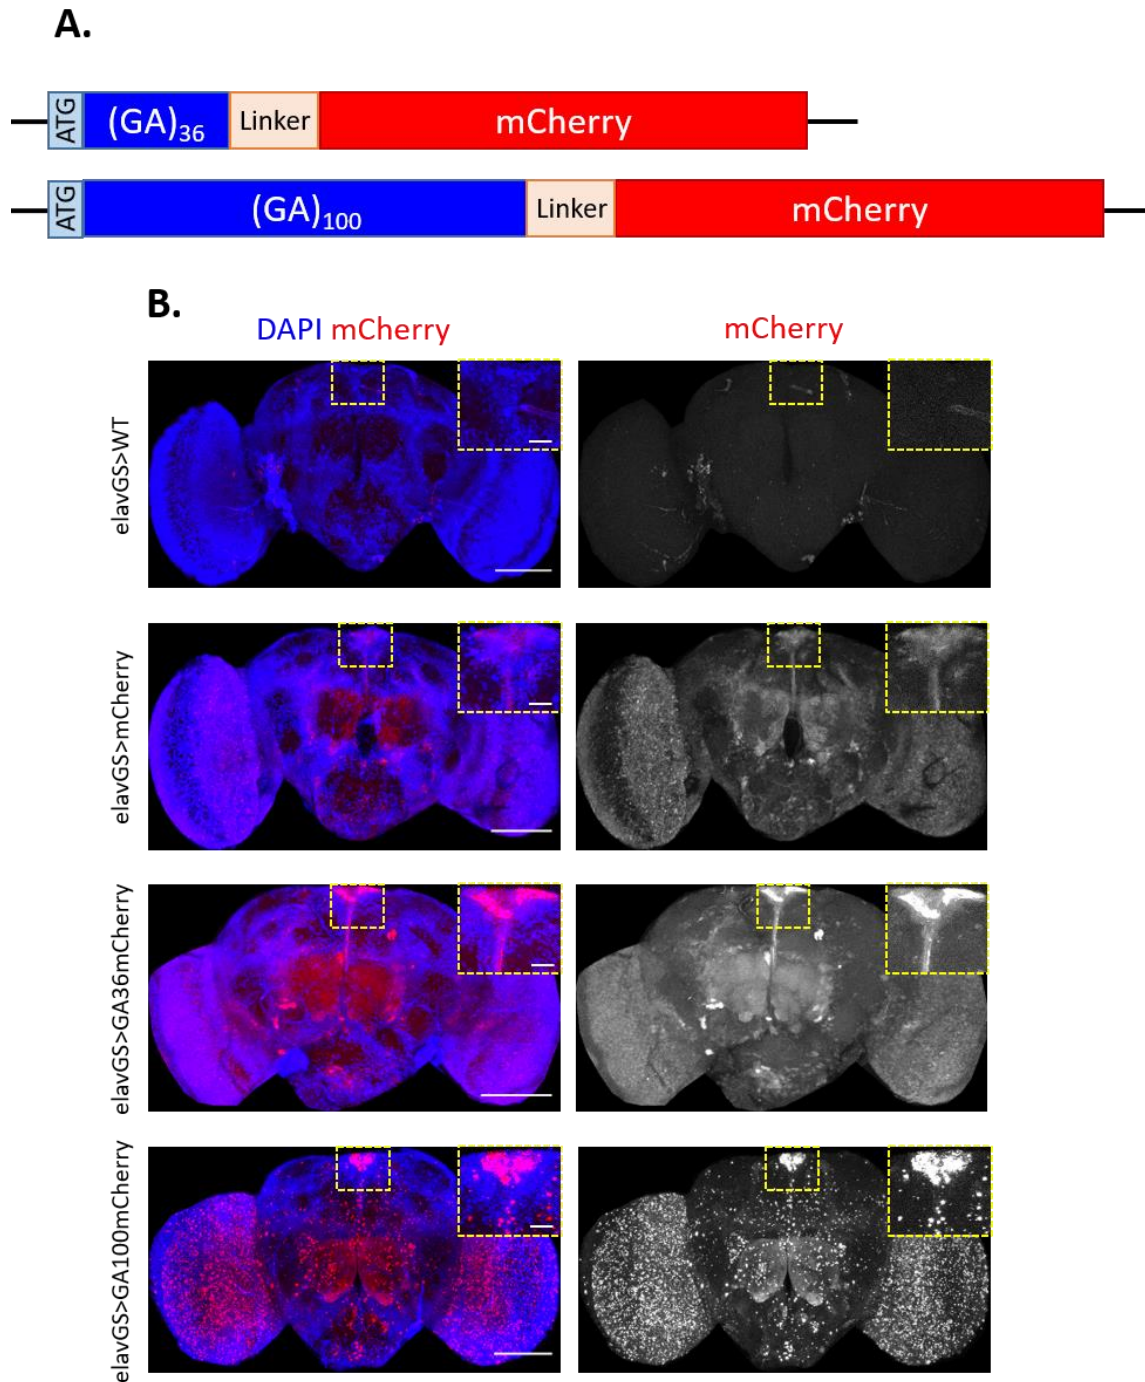 A.
ATG (GA)36 Linker mCherry
ATG (GA)100 Linker mCherry
B.
DAPI mCherry mCherry
elavGS>WT
elavGS>mCherry
elavGS>GA36mCherry
elavGS>GA100mCherry